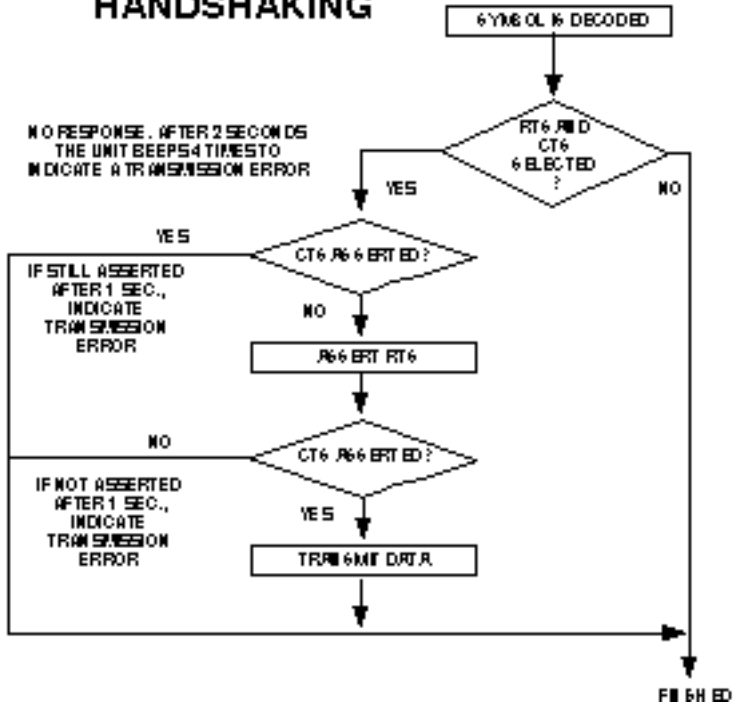 HANDSHAKING
SYMBOL IS DECODED
RTS AND
CTS
SELECTED
?
NO RESPONSE. AFTER 2 SECONDS
THE UNIT BEEPS 4 TIMES TO
INDICATE A TRANSMISSION ERROR
YES
NO
CTS ASSERTED?
YES
IF STILL ASSERTED
AFTER 1 SEC.,
INDICATE
TRANSMISSION
ERROR
NO
ASSERT RTS
CTS ASSERTED?
NO
IF NOT ASSERTED
AFTER 1 SEC.,
INDICATE
TRANSMISSION
ERROR
YES
TRANSMIT DATA
FINISHED